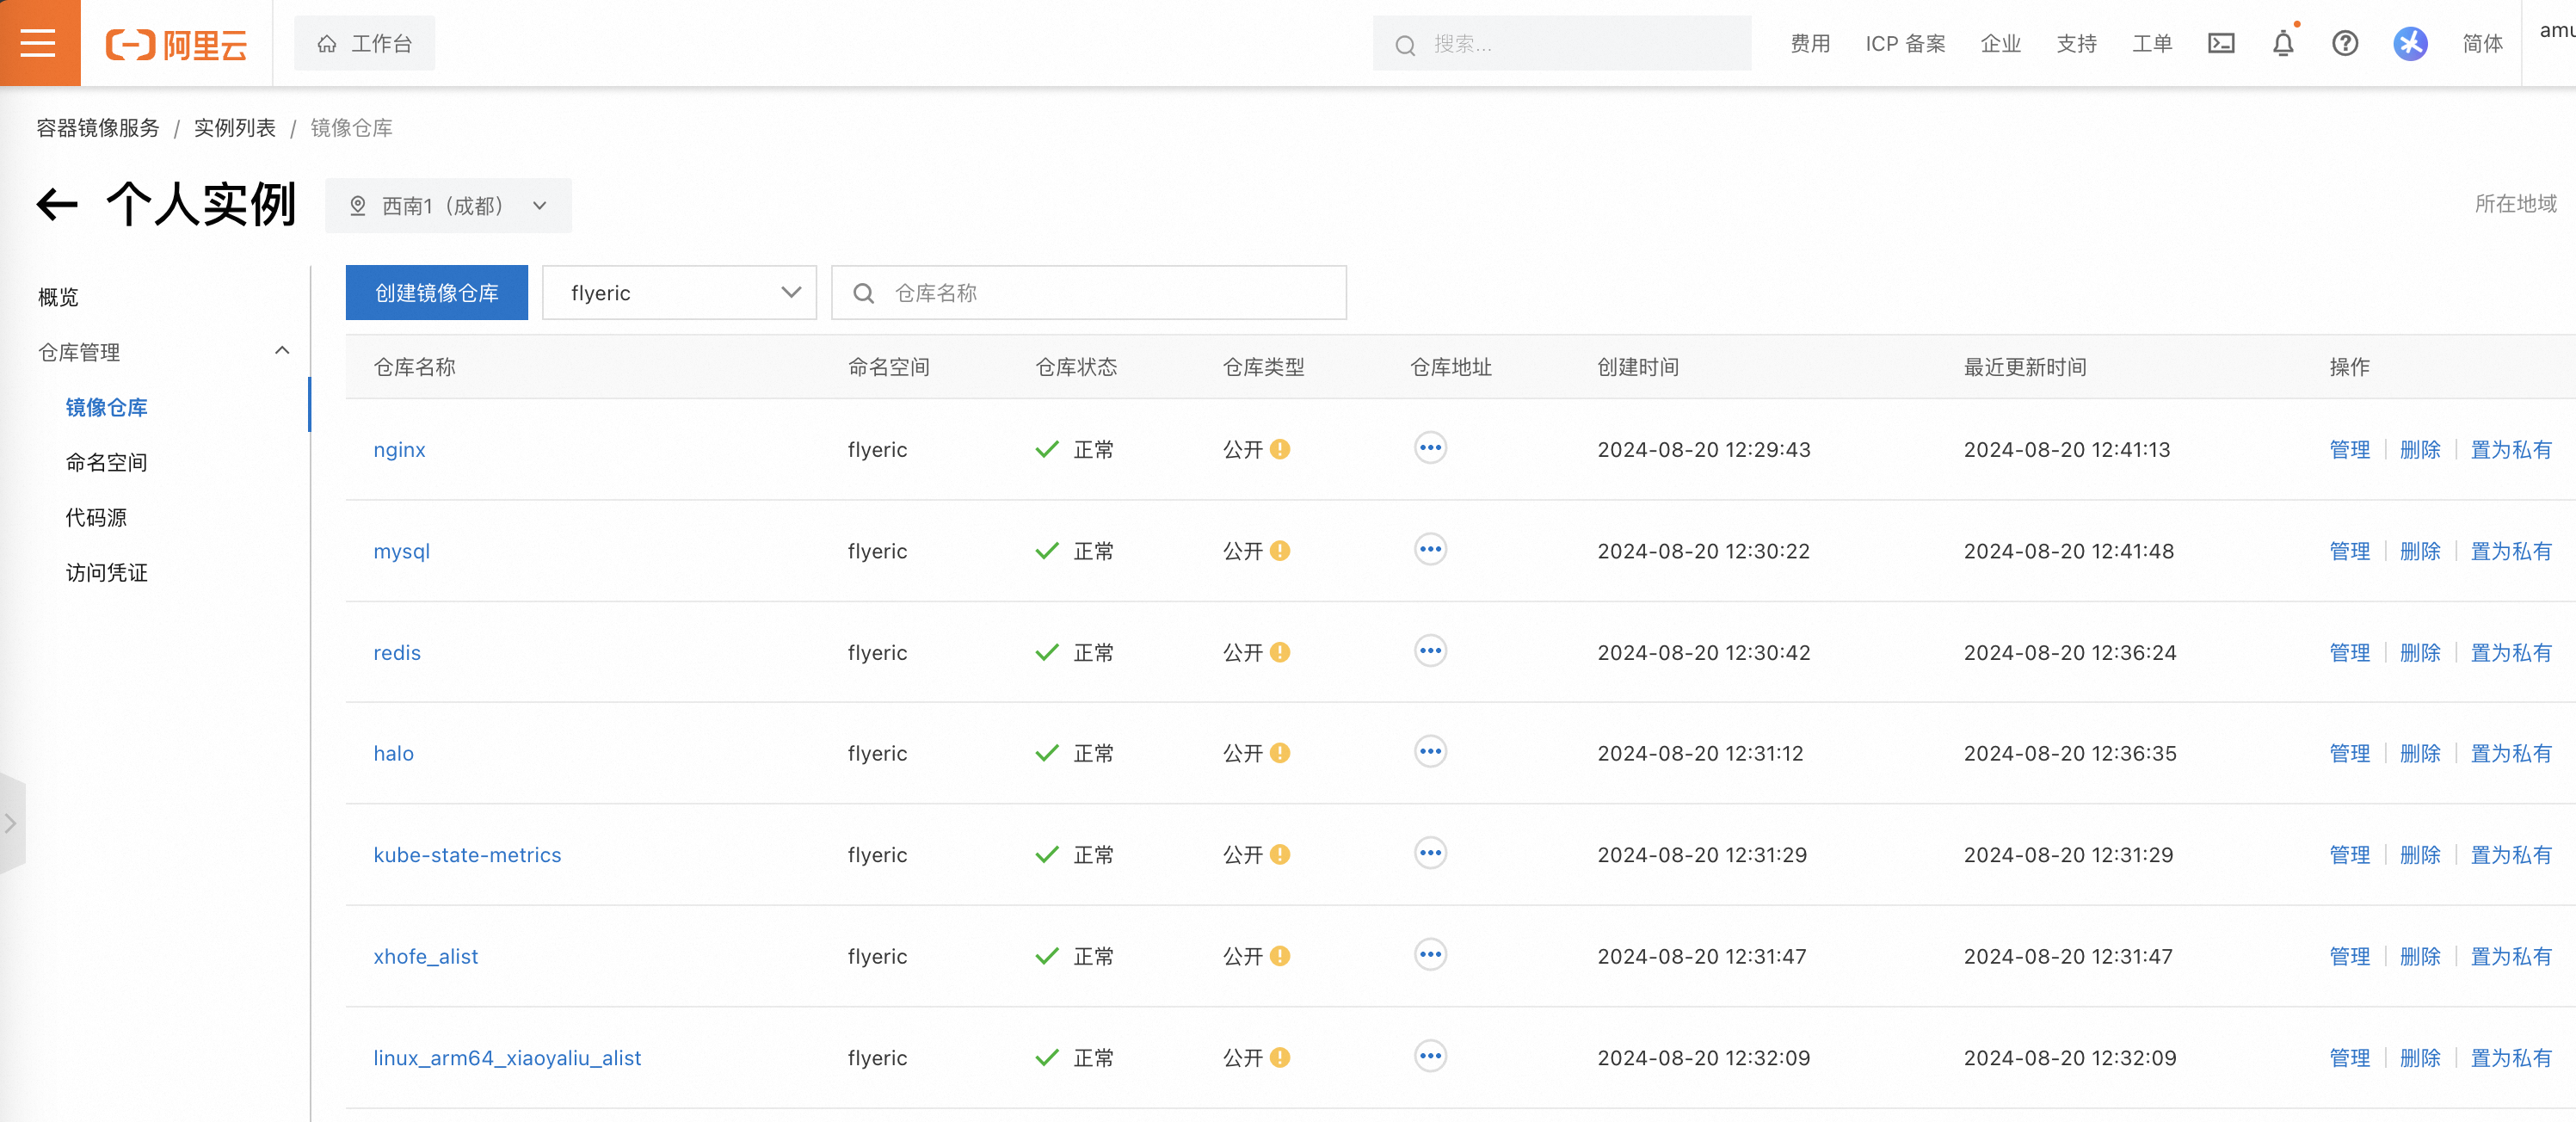 阿里云 工作台 搜索... 费用 ICP 备案 企业 支持 工单 简体 amu
容器镜像服务 / 实例列表 / 镜像仓库
个人实例 西南1（成都） 所在地域
概览
仓库管理
镜像仓库
命名空间
代码源
访问凭证
创建镜像仓库 flyeric 仓库名称
仓库名称 命名空间 仓库状态 仓库类型 仓库地址 创建时间 最近更新时间 操作
nginx flyeric 正常 公开 2024-08-20 12:29:43 2024-08-20 12:41:13 管理 删除 置为私有
mysql flyeric 正常 公开 2024-08-20 12:30:22 2024-08-20 12:41:48 管理 删除 置为私有
redis flyeric 正常 公开 2024-08-20 12:30:42 2024-08-20 12:36:24 管理 删除 置为私有
halo flyeric 正常 公开 2024-08-20 12:31:12 2024-08-20 12:36:35 管理 删除 置为私有
kube-state-metrics flyeric 正常 公开 2024-08-20 12:31:29 2024-08-20 12:31:29 管理 删除 置为私有
xhofe_alist flyeric 正常 公开 2024-08-20 12:31:47 2024-08-20 12:31:47 管理 删除 置为私有
linux_arm64_xiaoyaliu_alist flyeric 正常 公开 2024-08-20 12:32:09 2024-08-20 12:32:09 管理 删除 置为私有